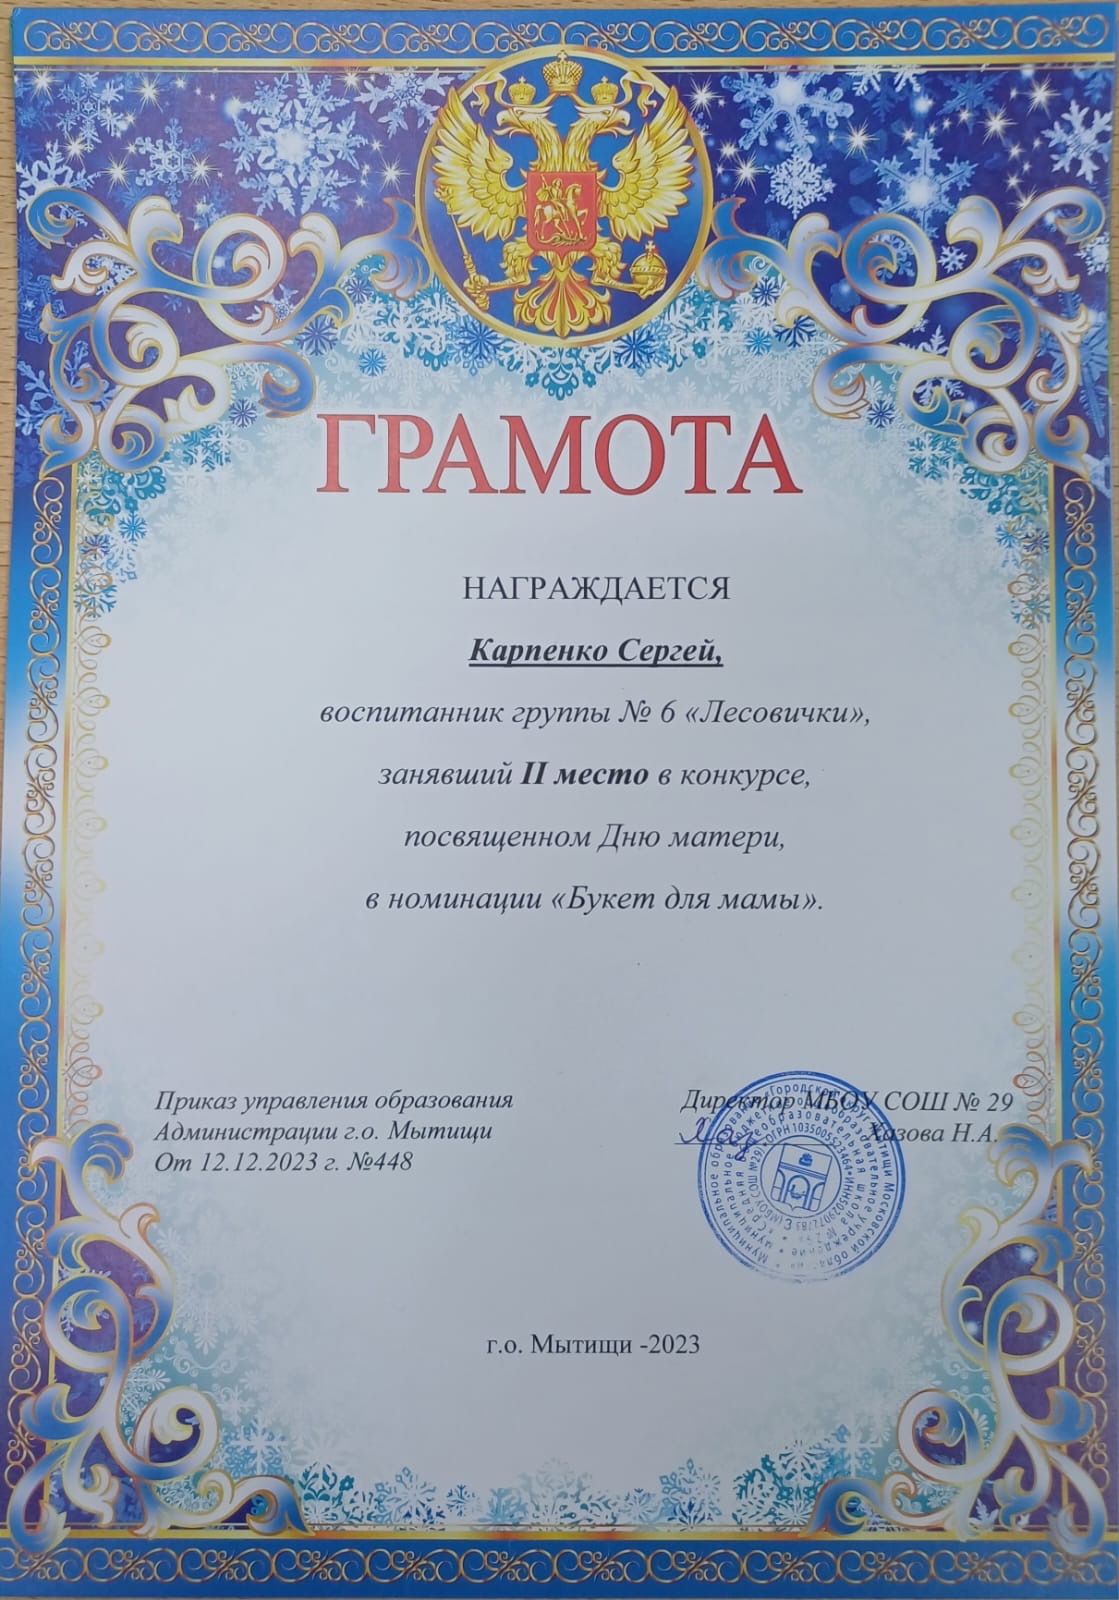 ГРАМОТА
НАГРАЖДАЕТСЯ
Карпенко Сергей,
воспитанник группы № 6 «Лесовички»,
занявший II место в конкурсе,
посвященном Дню матери,
в номинации «Букет для мамы».
Приказ управления образования
Администрации г.о. Мытищи
От 12.12.2023 г. №448
Директор МБОУ СОШ № 29
Хазова Н.А.
ОГРН1035005523464*ИНН5029072783
г.о. Мытищи -2023